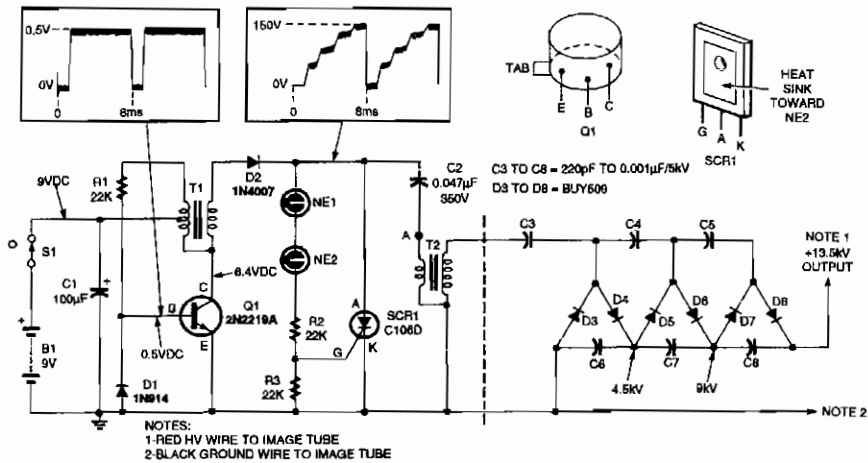 0.5V
0V
0
8ms
150V
0V
0
8ms
TAB
E
B
C
Q1
HEAT
SINK
TOWARD
NE2
G
A
K
SCR1
C3 TO C8 = 220pF TO 0.001µF/5kV
D3 TO D8 = BUY509
9VDC
R1
22K
T1
D2
1N4007
NE1
NE2
C2
0.047µF
350V
A
T2
C3
C4
C5
NOTE 1
+13.5kV
OUTPUT
S1
C1
100µF
+
6.4VDC
C
B
Q1
2N2219A
E
0.5VDC
R2
22K
A
SCR1
C106D
G
K
D3
D4
D5
D6
D7
D8
+
B1
9V
D1
1N914
R3
22K
C6
C7
C8
4.5kV
9kV
NOTE 2
NOTES:
1-RED HV WIRE TO IMAGE TUBE
2-BLACK GROUND WIRE TO IMAGE TUBE